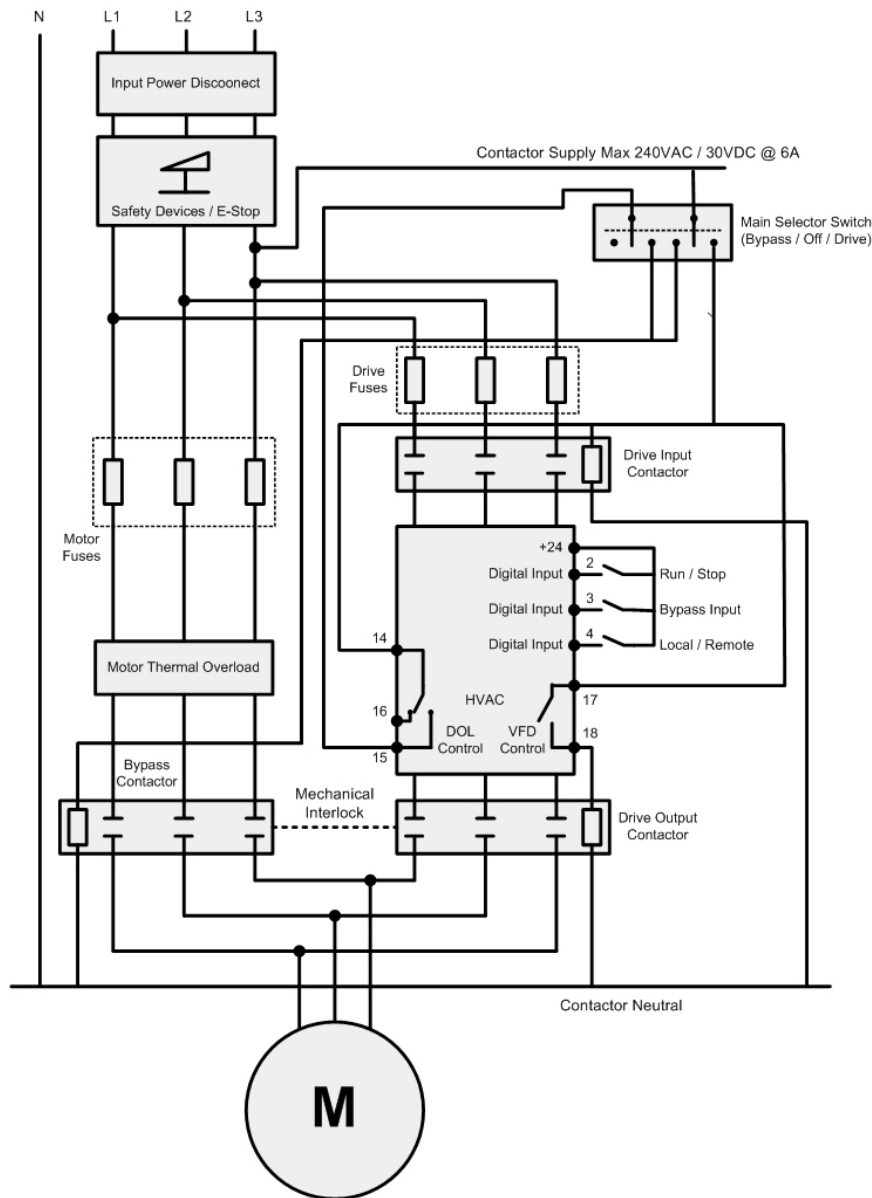 N
L1
L2
L3
Input Power Discoonect
Safety Devices / E-Stop
Contactor Supply Max 240VAC / 30VDC @ 6A
Main Selector Switch
(Bypass / Off / Drive)
Drive
Fuses
Drive Input
Contactor
Motor
Fuses
+24
Digital Input
2
Run / Stop
Digital Input
3
Bypass Input
Digital Input
4
Local / Remote
14
Motor Thermal Overload
HVAC
17
16
DOL
Control
VFD
Control
18
15
Bypass
Contactor
Mechanical
Interlock
Drive Output
Contactor
Contactor Neutral
M